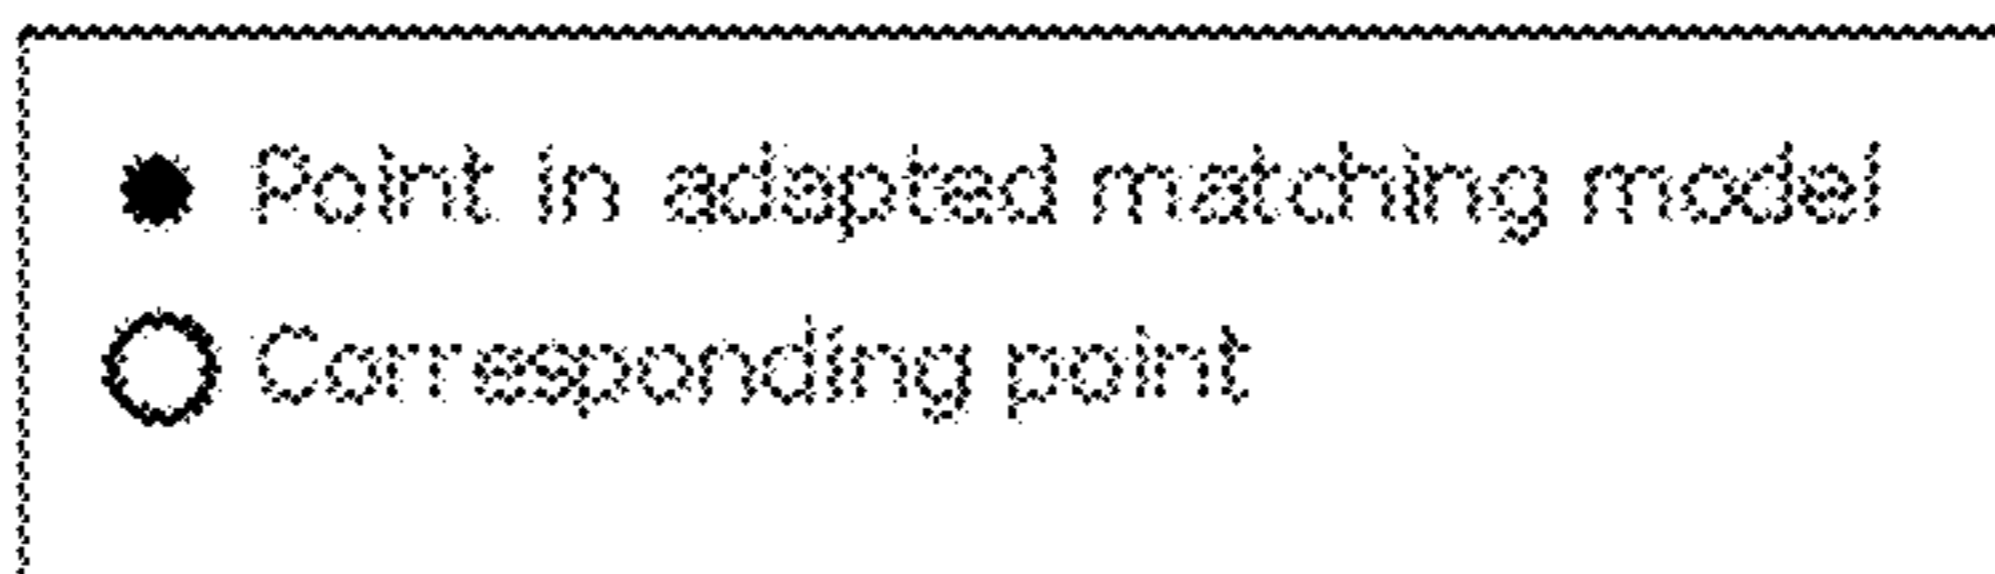 Point in adapted matching model
Corresponding point